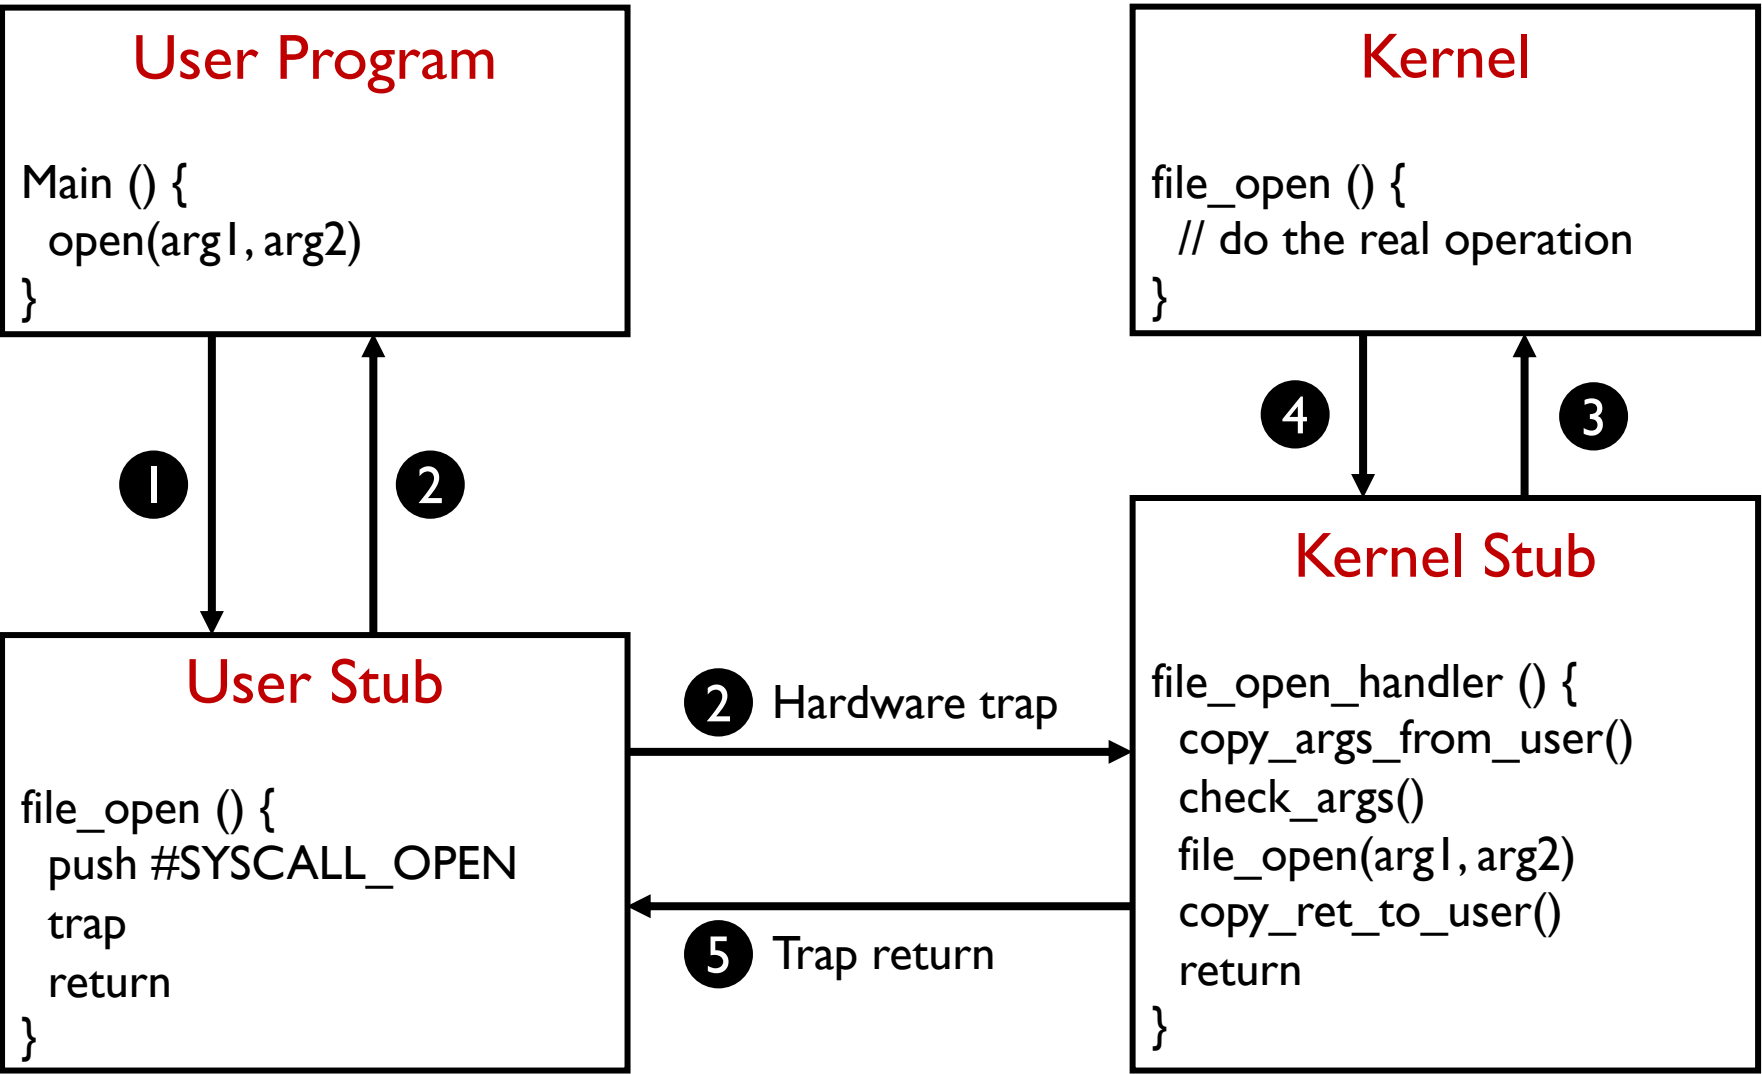 User Program
Main () {
open(arg1, arg2)
}
1
2
User Stub
file_open () {
push #SYSCALL_OPEN
trap
return
}
2 Hardware trap
5 Trap return
Kernel
file_open () {
// do the real operation
}
4
3
Kernel Stub
file_open_handler () {
copy_args_from_user()
check_args()
file_open(arg1, arg2)
copy_ret_to_user()
return
}